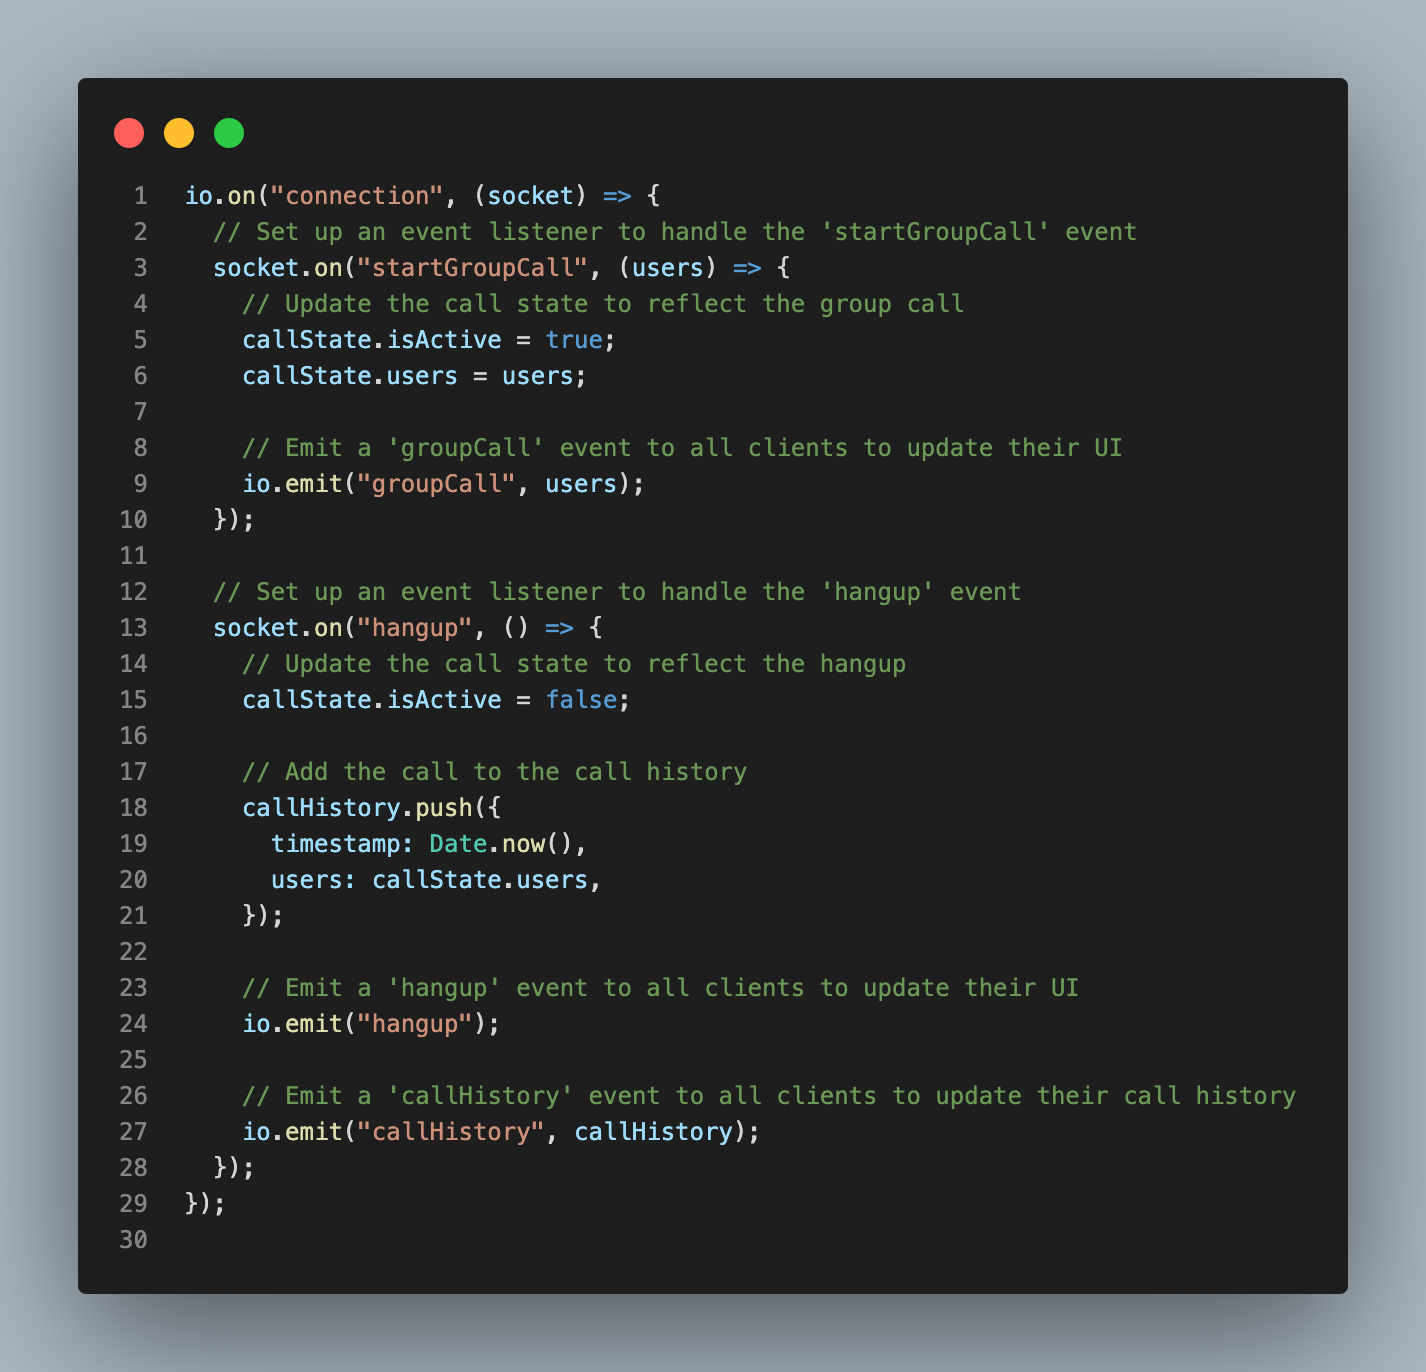 1 io.on("connection", (socket) => {
2   // Set up an event listener to handle the 'startGroupCall' event
3   socket.on("startGroupCall", (users) => {
4     // Update the call state to reflect the group call
5     callState.isActive = true;
6     callState.users = users;
7
8     // Emit a 'groupCall' event to all clients to update their UI
9     io.emit("groupCall", users);
10   });
11
12   // Set up an event listener to handle the 'hangup' event
13   socket.on("hangup", () => {
14     // Update the call state to reflect the hangup
15     callState.isActive = false;
16
17     // Add the call to the call history
18     callHistory.push({
19       timestamp: Date.now(),
20       users: callState.users,
21     });
22
23     // Emit a 'hangup' event to all clients to update their UI
24     io.emit("hangup");
25
26     // Emit a 'callHistory' event to all clients to update their call history
27     io.emit("callHistory", callHistory);
28   });
29 });
30